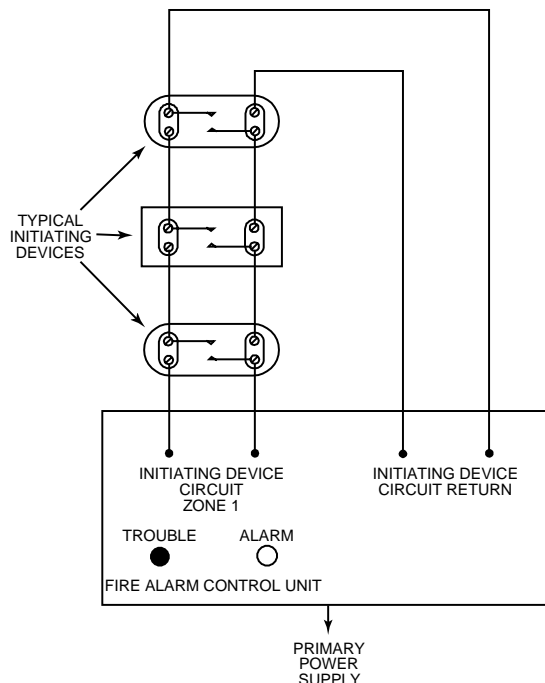 TYPICAL
INITIATING
DEVICES
INITIATING DEVICE
CIRCUIT
ZONE 1
INITIATING DEVICE
CIRCUIT RETURN
TROUBLE
ALARM
FIRE ALARM CONTROL UNIT
PRIMARY
POWER
SUPPLY